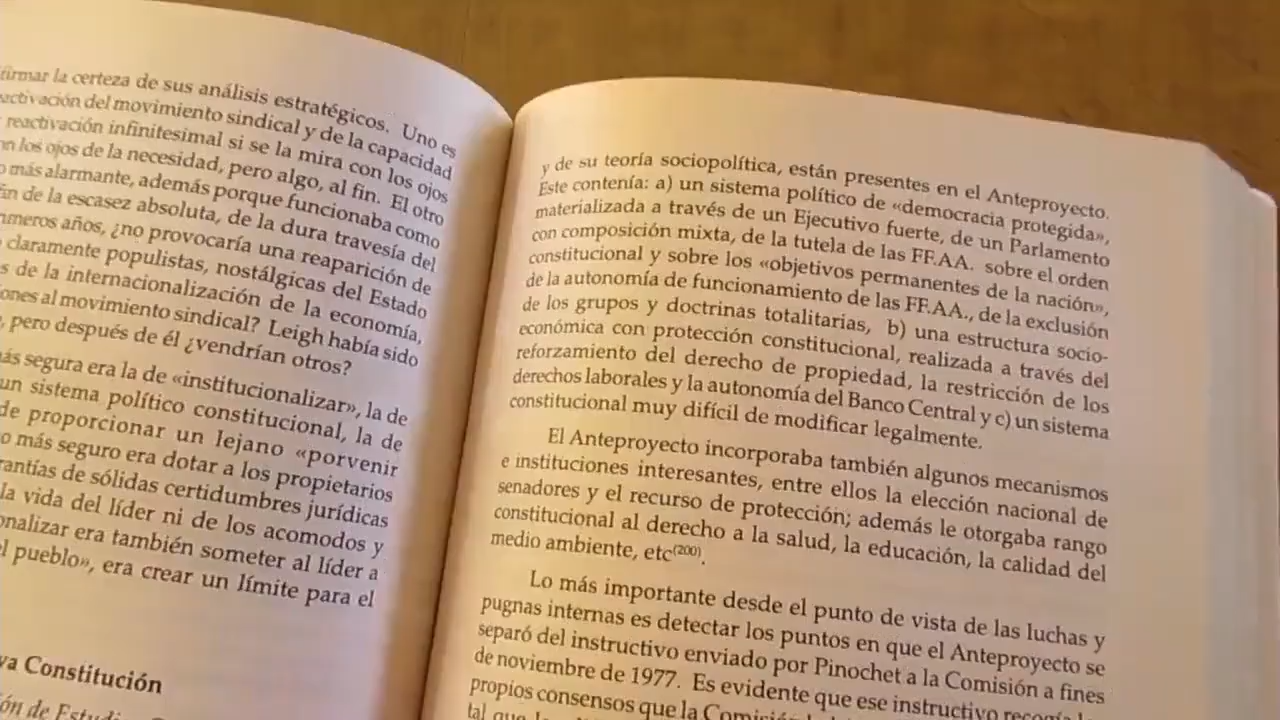 firmar la certeza de sus análisis estratégicos. Uno es
activación del movimiento sindical y de la capacidad
reactivación infinitesimal si se la mira con los ojos
on los ojos de la necesidad, pero algo, al fin. El otro
o más alarmante, además porque funcionaba como
fin de la escasez absoluta, de la dura travesía del
meros años, ¿no provocaría una reaparición de
claramente populistas, nostálgicas del Estado
s de la internacionalización de la economía,
ones al movimiento sindical? Leigh había sido
, pero después de él ¿vendrían otros?
ás segura era la de «institucionalizar», la de
un sistema político constitucional, la de
de proporcionar un lejano «porvenir
o más seguro era dotar a los propietarios
rantías de sólidas certidumbres jurídicas
la vida del líder ni de los acomodos y
onalizar era también someter al líder a
el pueblo», era crear un límite para el
va Constitución
ón de Estudios
y de su teoría sociopolítica, están presentes en el Anteproyecto.
Este contenía: a) un sistema político de «democracia protegida»,
materializada a través de un Ejecutivo fuerte, de un Parlamento
con composición mixta, de la tutela de las FF.AA. sobre el orden
constitucional y sobre los «objetivos permanentes de la nación»,
de la autonomía de funcionamiento de las FF.AA., de la exclusión
de los grupos y doctrinas totalitarias, b) una estructura socio-
económica con protección constitucional, realizada a través del
reforzamiento del derecho de propiedad, la restricción de los
derechos laborales y la autonomía del Banco Central y c) un sistema
constitucional muy difícil de modificar legalmente.
El Anteproyecto incorporaba también algunos mecanismos
e instituciones interesantes, entre ellos la elección nacional de
senadores y el recurso de protección; además le otorgaba rango
constitucional al derecho a la salud, la educación, la calidad del
medio ambiente, etc(200).
Lo más importante desde el punto de vista de las luchas y
pugnas internas es detectar los puntos en que el Anteproyecto se
separó del instructivo enviado por Pinochet a la Comisión a fines
de noviembre de 1977. Es evidente que ese instructivo recogía
propios consensos que la Comisión
tal que